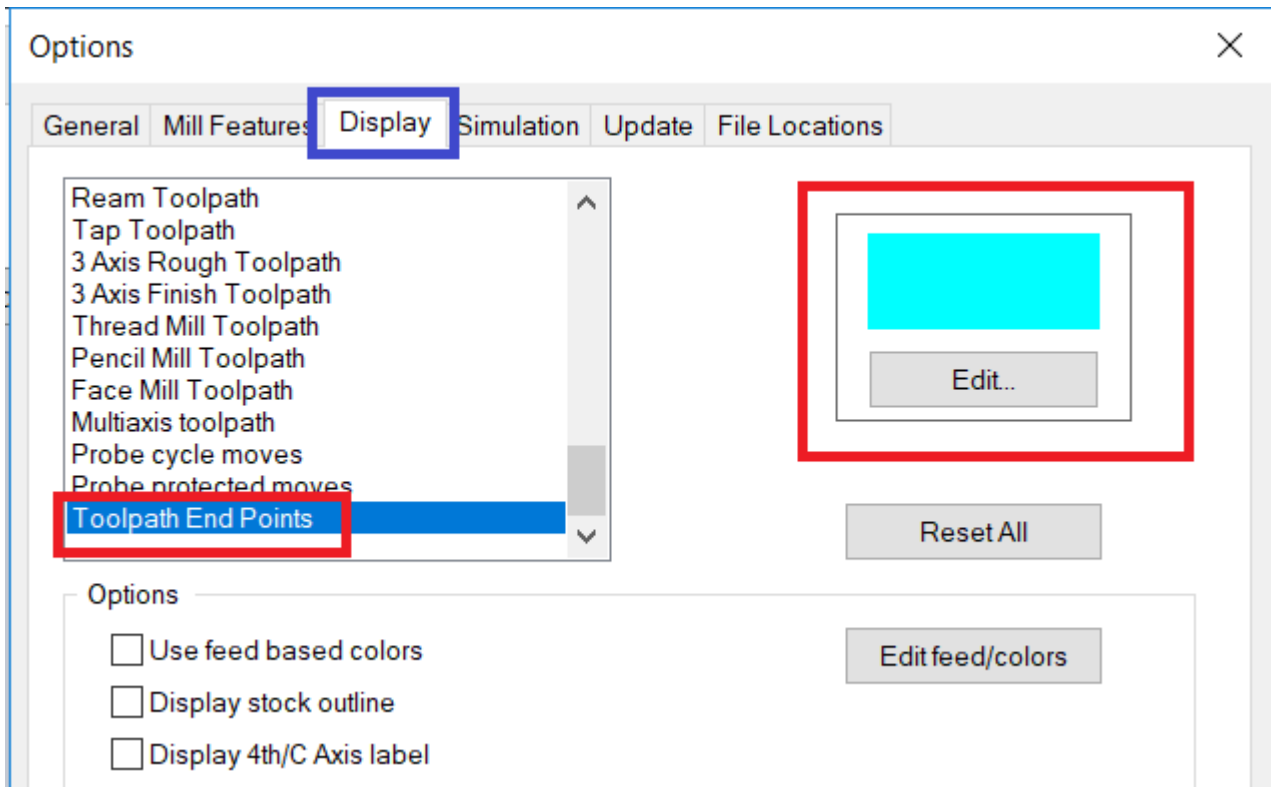 Options
General Mill Features Display Simulation Update File Locations
Ream Toolpath
Tap Toolpath
3 Axis Rough Toolpath
3 Axis Finish Toolpath
Thread Mill Toolpath
Pencil Mill Toolpath
Face Mill Toolpath
Multiaxis toolpath
Probe cycle moves
Probe protected moves
Toolpath End Points
Edit...
Reset All
Options
Use feed based colors
Edit feed/colors
Display stock outline
Display 4th/C Axis label